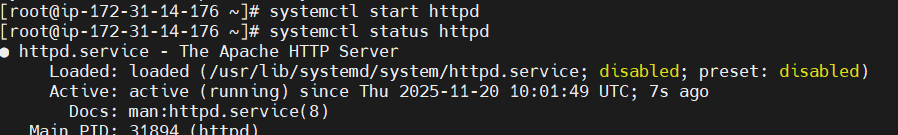 [root@ip-172-31-14-176 ~]# systemctl start httpd
[root@ip-172-31-14-176 ~]# systemctl status httpd
● httpd.service - The Apache HTTP Server
     Loaded: loaded (/usr/lib/systemd/system/httpd.service; disabled; preset: disabled)
     Active: active (running) since Thu 2025-11-20 10:01:49 UTC; 7s ago
       Docs: man:httpd.service(8)
   Main PID: 31894 (httpd)